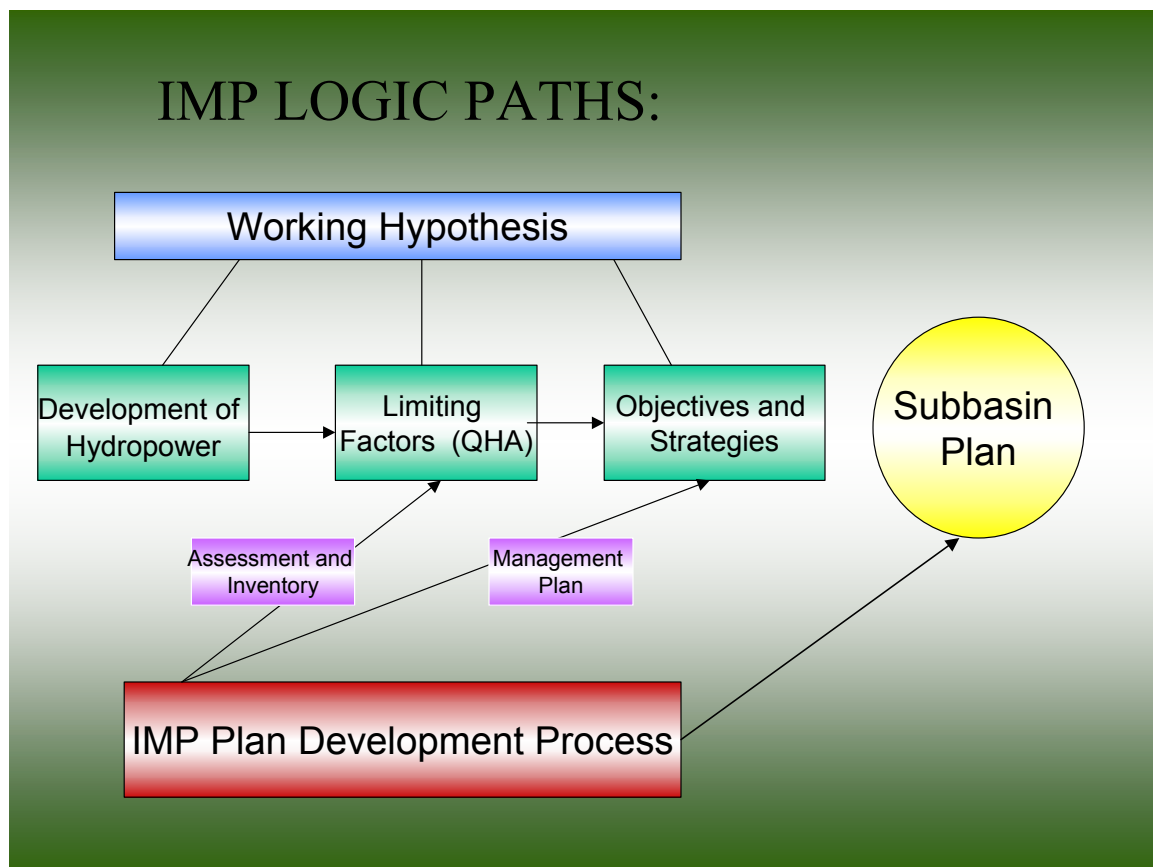 IMP LOGIC PATHS:
Working Hypothesis
Development of
Hydropower
Limiting
Factors (QHA)
Objectives and
Strategies
Subbasin
Plan
Assessment and
Inventory
Management
Plan
IMP Plan Development Process